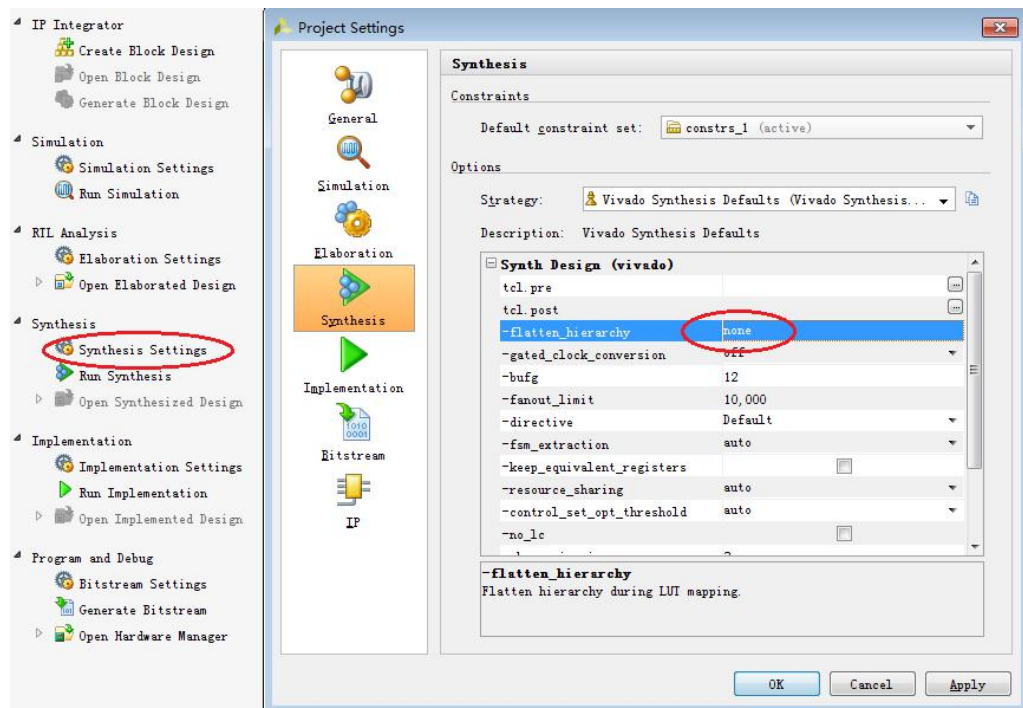 IP Integrator
Create Block Design
Open Block Design
Generate Block Design
Simulation
Simulation Settings
Run Simulation
RTL Analysis
Elaboration Settings
Open Elaborated Design
Synthesis
Synthesis Settings
Run Synthesis
Open Synthesized Design
Implementation
Implementation Settings
Run Implementation
Open Implemented Design
Program and Debug
Bitstream Settings
Generate Bitstream
Open Hardware Manager
Project Settings
General
Simulation
Elaboration
Synthesis
Implementation
Bitstream
IP
Synthesis
Constraints
Default constraint set: constrs_1 (active)
Options
Strategy: Vivado Synthesis Defaults (Vivado Synthesis...
Description: Vivado Synthesis Defaults
Synth Design (vivado)
tcl.pre
tcl.post
-flatten_hierarchy none
-gated_clock_conversion off
-bufg 12
-fanout_limit 10,000
-directive Default
-fsm_extraction auto
-keep_equivalent_registers
-resource_sharing auto
-control_set_opt_threshold auto
-no_lc
-flatten_hierarchy
Flatten hierarchy during LUT mapping.
OK Cancel Apply